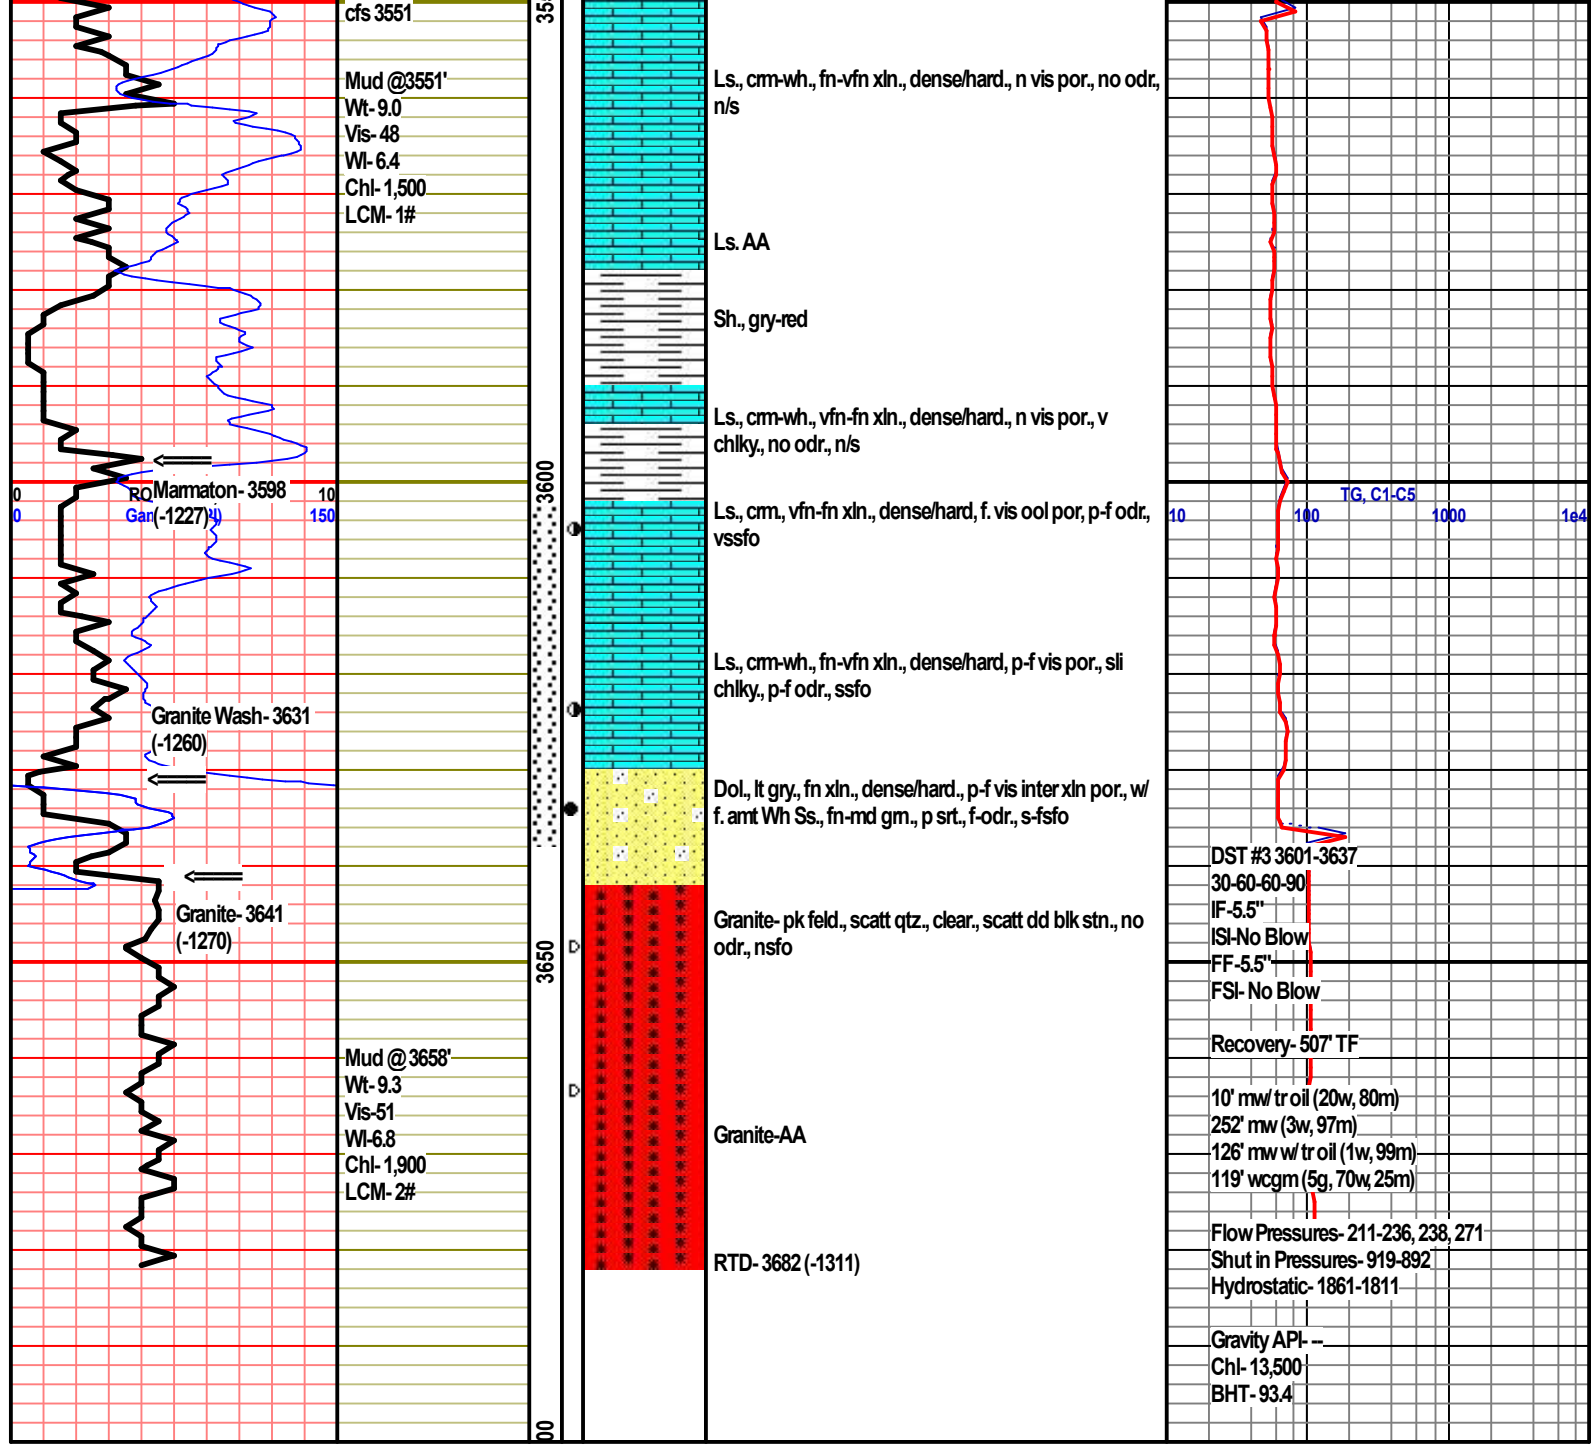 cfs 3551
Mud @3551'
Wt- 9.0
Vis- 48
Wl- 6.4
Chl- 1,500
LCM- 1#
Ls., crm-wh., fn-vfn xln., dense/hard., n vis por., no odr.,
n/s
Ls. AA
Sh., gry-red
Ls., crm-wh., vfn-fn xln., dense/hard., n vis por., v
chlky., no odr., n/s
3600
0 10
Marmaton- 3598
(-1227)
0 150
TG, C1-C5
10 100 1000 1e4
Ls., crm., vfn-fn xln., dense/hard, f. vis ool por, p-f odr.,
vssfo
Ls., crm-wh., fn-vfn xln., dense/hard, p-f vis por., sli
chlky., p-f odr., ssfo
Granite Wash- 3631
(-1260)
Dol., lt gry., fn xln., dense/hard., p-f vis inter xln por., w/
f. amt Wh Ss., fn-md grn., p srt., f-odr., s-fsfo
Granite- 3641
(-1270)
Granite- pk feld., scatt qtz., clear., scatt dd blk stn., no
odr., nsfo
3650
DST #3 3601-3637
30-60-60-90
IF-5.5"
ISI-No Blow
FF-5.5"
FSI- No Blow
Recovery- 507' TF
10' mw/ tr oil (20w, 80m)
252' mw (3w, 97m)
126' mw w/ tr oil (1w, 99m)
119' wcgm (5g, 70w, 25m)
Flow Pressures- 211-236, 238, 271
Shut in Pressures- 919-892
Hydrostatic- 1861-1811
Gravity API- --
Chl- 13,500
BHT- 93.4
Mud @ 3658'
Wt- 9.3
Vis-51
Wl-6.8
Chl- 1,900
LCM- 2#
Granite-AA
RTD- 3682 (-1311)